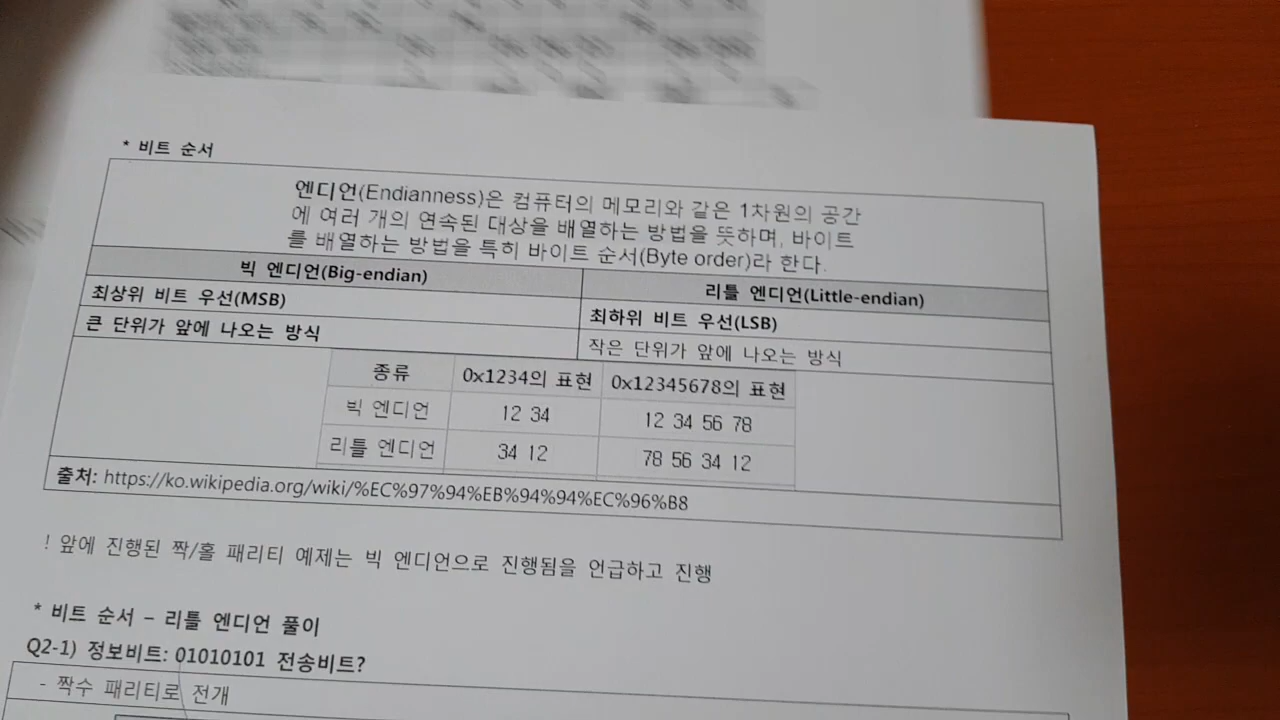 * 비트 순서
엔디언(Endianness)은 컴퓨터의 메모리와 같은 1차원의 공간
에 여러 개의 연속된 대상을 배열하는 방법을 뜻하며, 바이트
를 배열하는 방법을 특히 바이트 순서(Byte order)라 한다.
빅 엔디언(Big-endian) 리틀 엔디언(Little-endian)
최상위 비트 우선(MSB) 최하위 비트 우선(LSB)
큰 단위가 앞에 나오는 방식 작은 단위가 앞에 나오는 방식
종류 0x1234의 표현 0x12345678의 표현
빅 엔디언 12 34 12 34 56 78
리틀 엔디언 34 12 78 56 34 12
출처: https://ko.wikipedia.org/wiki/%EC%97%94%EB%94%94%EC%96%B8
! 앞에 진행된 짝/홀 패리티 예제는 빅 엔디언으로 진행됨을 언급하고 진행
* 비트 순서 – 리틀 엔디언 풀이
Q2-1) 정보비트: 01010101 전송비트?
- 짝수 패리티로 전개